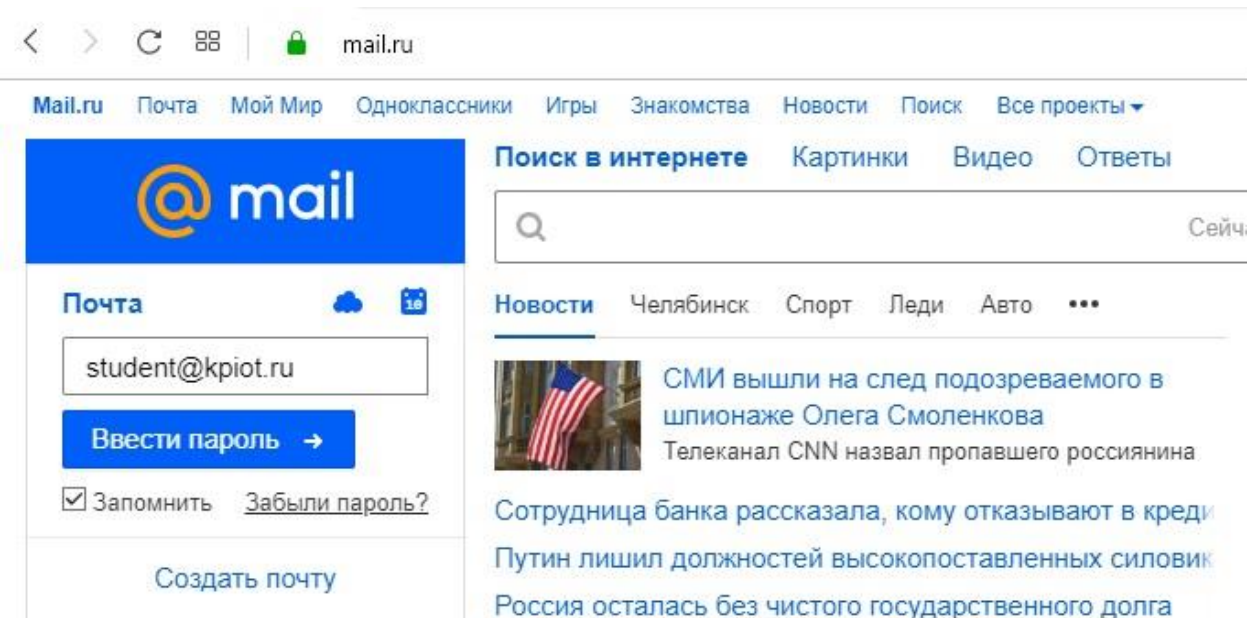 mail.ru
Mail.ru Почта Мой Мир Одноклассники Игры Знакомства Новости Поиск Все проекты
@ mail
Почта
10
student@kpiot.ru
Ввести пароль →
Запомнить Забыли пароль?
Создать почту
Поиск в интернете Картинки Видео Ответы
Сейча
Новости Челябинск Спорт Леди Авто •••
СМИ вышли на след подозреваемого в
шпионаже Олега Смоленкова
Телеканал CNN назвал пропавшего россиянина
Сотрудница банка рассказала, кому отказывают в креди
Путин лишил должностей высокопоставленных силовик
Россия осталась без чистого государственного долга